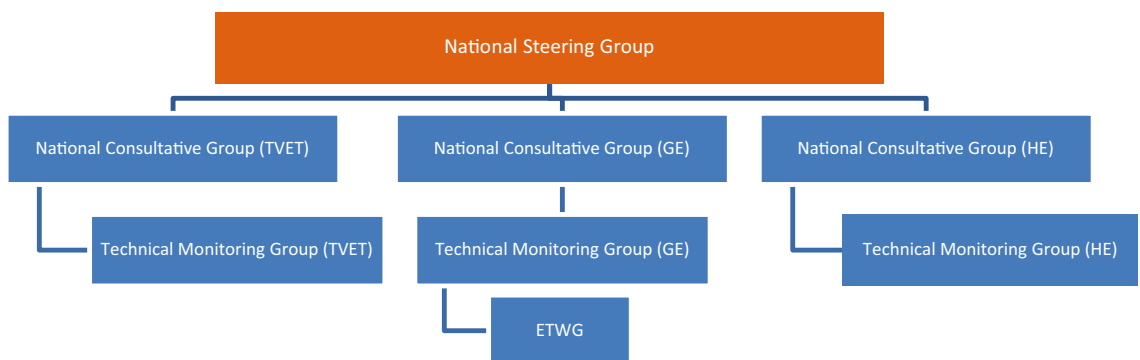 National Steering Group
National Consultative Group (TVET)
National Consultative Group (GE)
National Consultative Group (HE)
Technical Monitoring Group (TVET)
Technical Monitoring Group (GE)
Technical Monitoring Group (HE)
ETWG